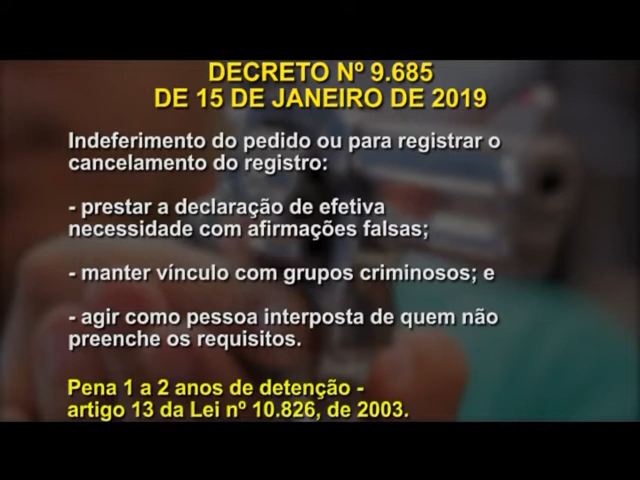 DECRETO Nº 9.685
DE 15 DE JANEIRO DE 2019
Indeferimento do pedido ou para registrar o
cancelamento do registro:
- prestar a declaração de efetiva
necessidade com afirmações falsas;
- manter vínculo com grupos criminosos; e
- agir como pessoa interposta de quem não
preenche os requisitos.
Pena 1 a 2 anos de detenção -
artigo 13 da Lei nº 10.826, de 2003.